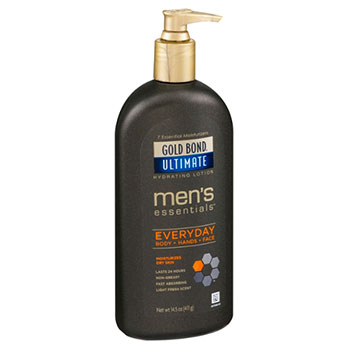 7 Essential Moisturizers
GOLD BOND
ULTIMATE
HYDRATING LOTION
men's
essentials
EVERYDAY
BODY + HANDS + FACE
MOISTURIZES
DRY SKIN
LASTS 24 HOURS
NON-GREASY
FAST ABSORBING
LIGHT FRESH SCENT
NET WT 14.5 oz (411 g)